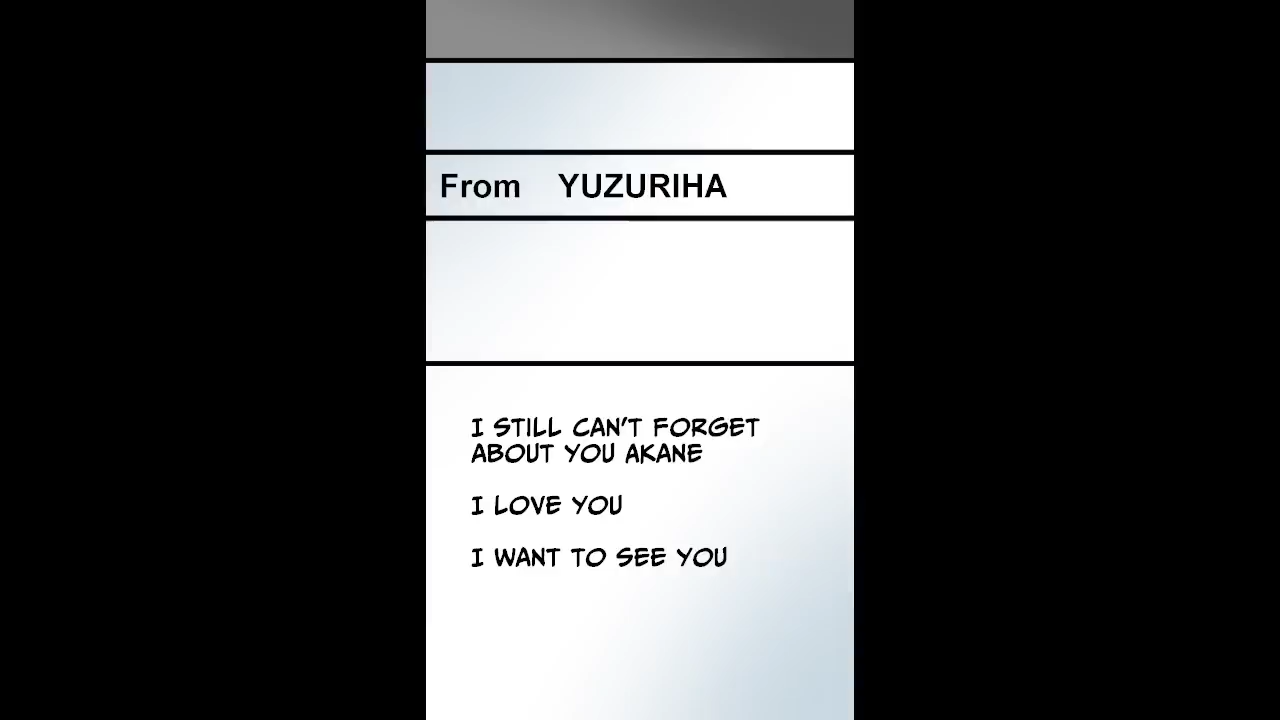 From YUZURIHA
I STILL CAN'T FORGET
ABOUT YOU AKANE
I LOVE YOU
I WANT TO SEE YOU